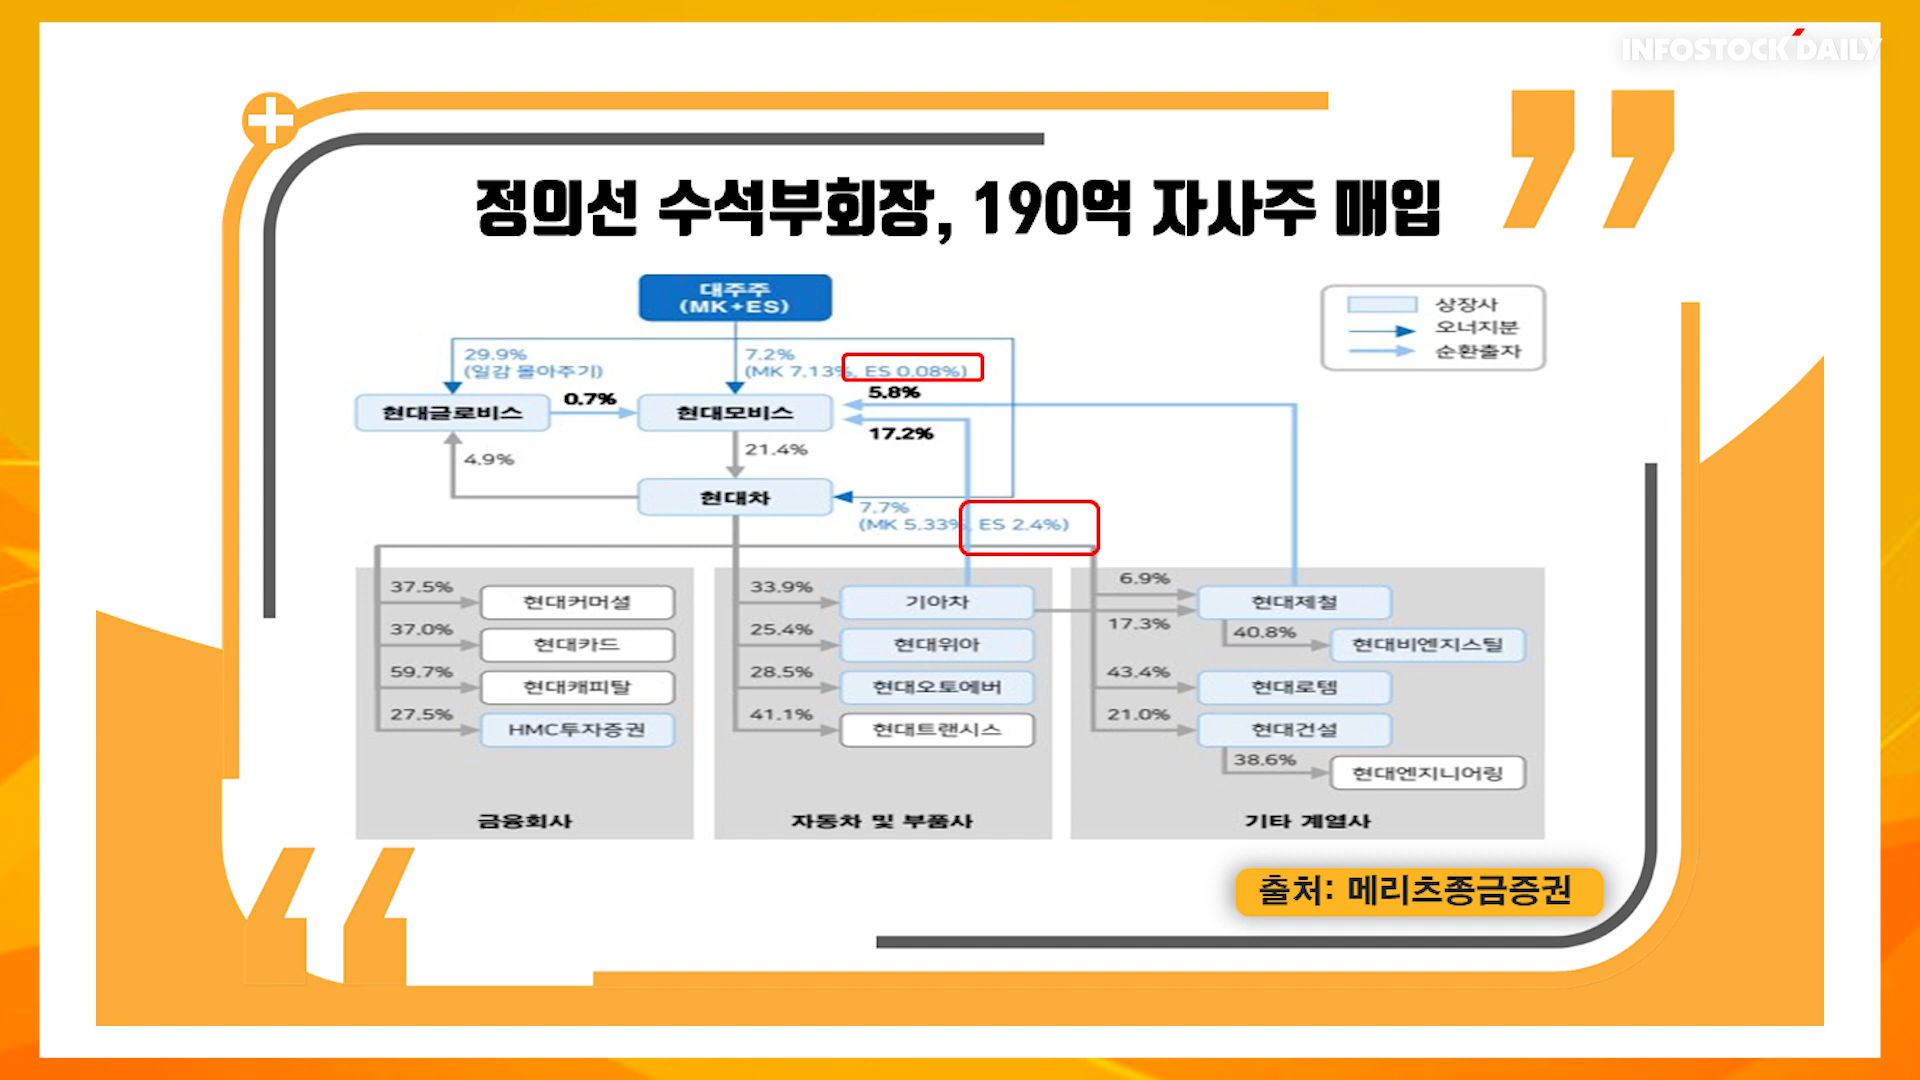 INFOSTOCK DAILY
정의선 수석부회장, 190억 자사주 매입
대주주
(MK+ES)
상장사
오너지분
순환출자
29.9%
(일감 몰아주기)
7.2%
(MK 7.13%, ES 0.08%)
현대글로비스
0.7%
현대모비스
5.8%
17.2%
4.9%
21.4%
현대차
7.7%
(MK 5.33%, ES 2.4%)
37.5%
현대커머셜
37.0%
현대카드
59.7%
현대캐피탈
27.5%
HMC투자증권
금융회사
33.9%
기아차
25.4%
현대위아
28.5%
현대오토에버
41.1%
현대트랜시스
자동차 및 부품사
6.9%
현대제철
17.3%
40.8%
현대비엔지스틸
43.4%
현대로템
21.0%
현대건설
38.6%
현대엔지니어링
기타 계열사
출처: 메리츠종금증권